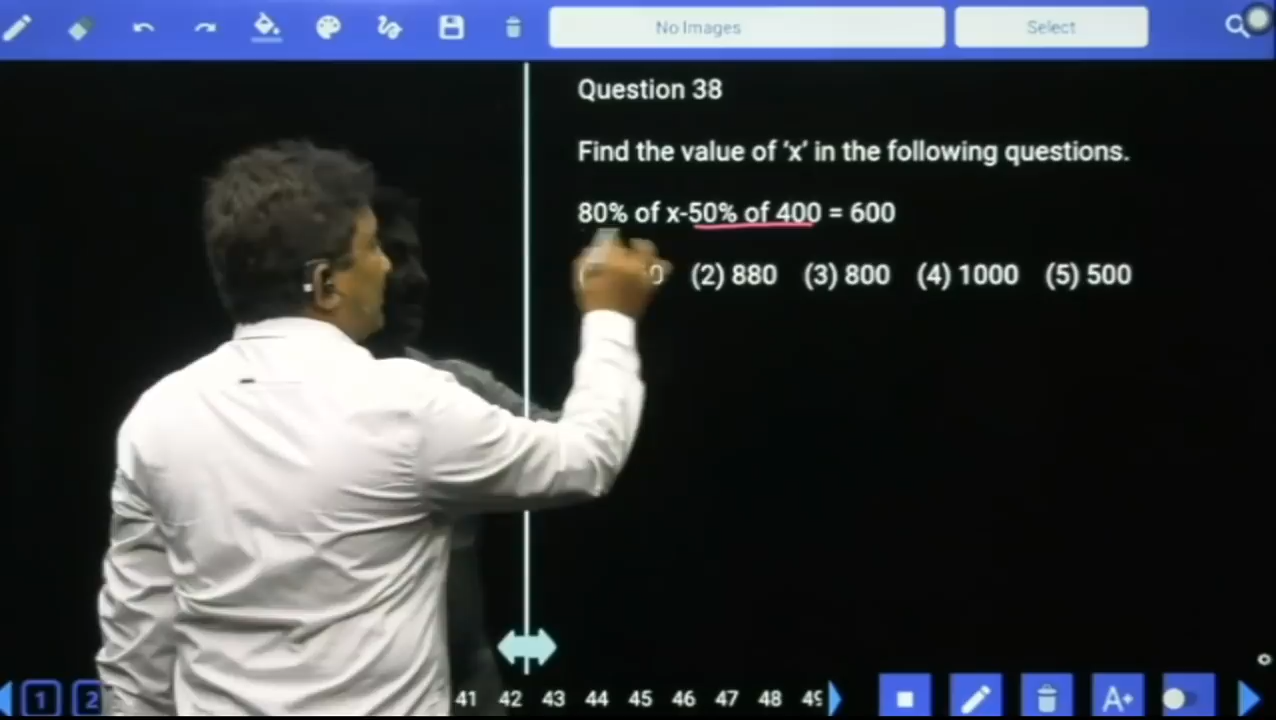 No Images Select
Question 38
Find the value of ‘x’ in the following questions.
80% of x-50% of 400 = 600
(2) 880 (3) 800 (4) 1000 (5) 500
1 2 41 42 43 44 45 46 47 48 A+